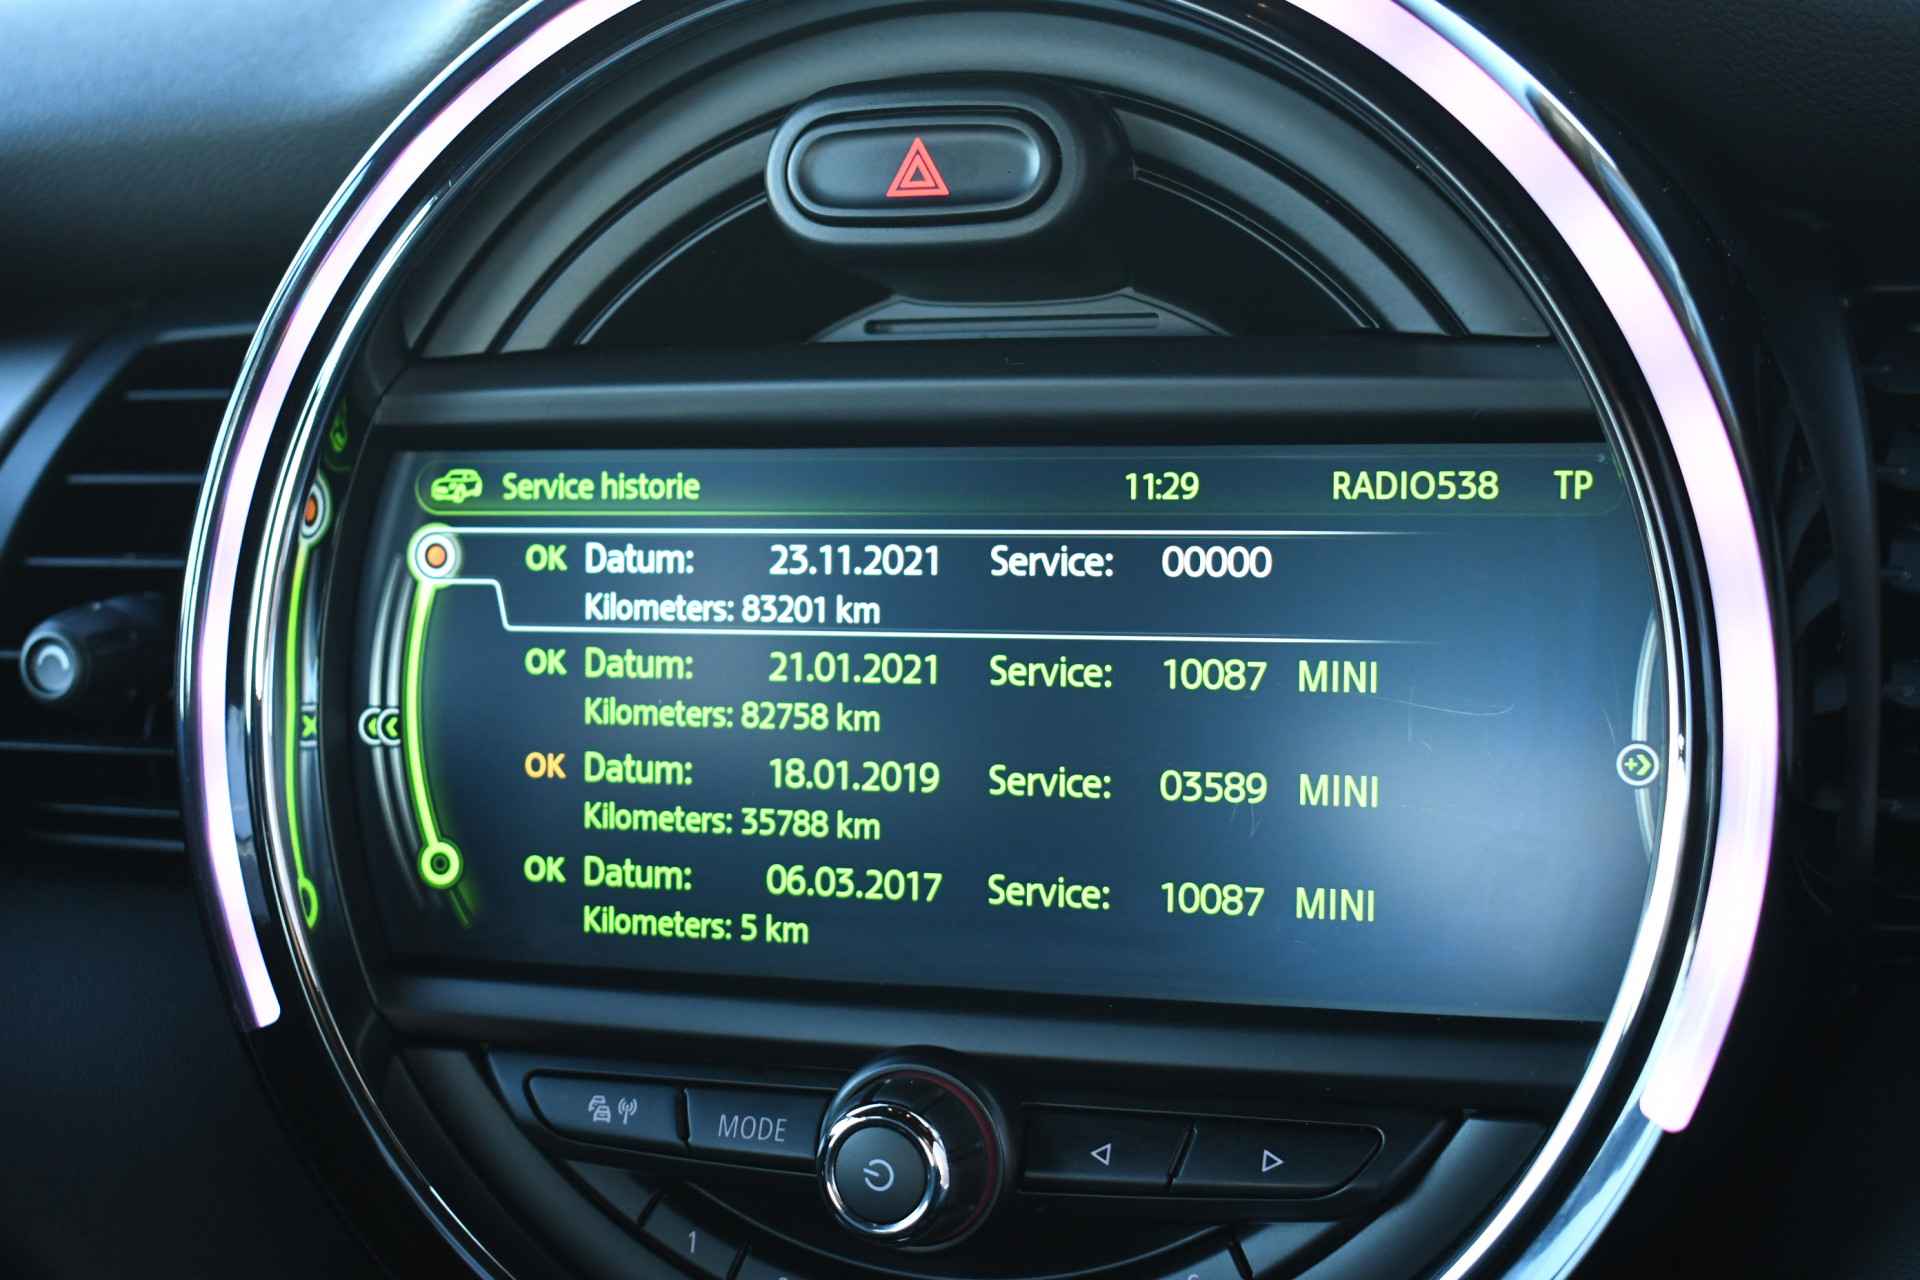 Service historie 11:29 RADIO538 TP
OK Datum: 23.11.2021 Service: 00000
Kilometers: 83201 km
OK Datum: 21.01.2021 Service: 10087 MINI
Kilometers: 82758 km
OK Datum: 18.01.2019 Service: 03589 MINI
Kilometers: 35788 km
OK Datum: 06.03.2017 Service: 10087 MINI
Kilometers: 5 km
MODE
1